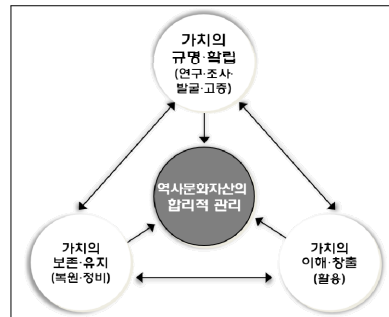 가치의
규명·확립
(연구·조사·
발굴·고증)
역사문화자산의
합리적 관리
가치의
보존·유지
(복원·정비)
가치의
이해·창출
(활용)